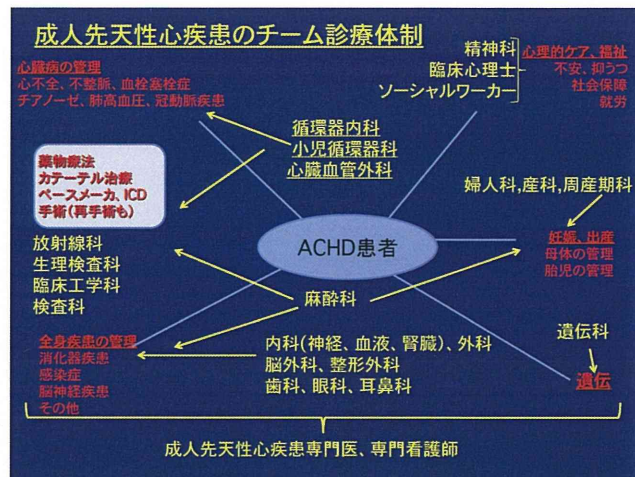 成人先天性心疾患のチーム診療体制
心臓病の管理
心不全、不整脈、血栓塞栓症
チアノーゼ、肺高血圧、冠動脈疾患
精神科
臨床心理士
ソーシャルワーカー
心理的ケア、福祉
不安、抑うつ
社会保障
就労
循環器内科
小児循環器科
心臓血管外科
薬物療法
カテーテル治療
ペースメーカ、ICD
手術(再手術も)
婦人科,産科,周産期科
放射線科
生理検査科
臨床工学科
検査科
ACHD患者
妊娠、出産
母体の管理
胎児の管理
麻酔科
全身疾患の管理
消化器疾患
感染症
脳神経疾患
その他
内科(神経、血液、腎臓)、外科
脳外科、整形外科
歯科、眼科、耳鼻科
遺伝科
遺伝
成人先天性心疾患専門医、専門看護師